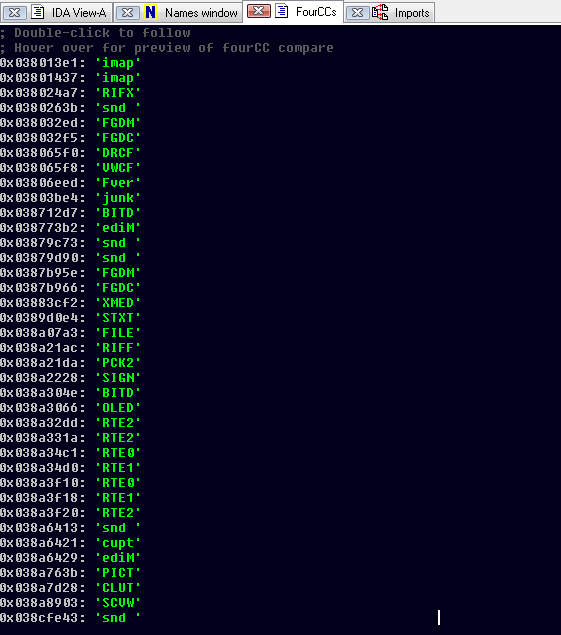 IDA View-A N Names window FourCCs Imports
; Double-click to follow
; Hover over for preview of fourCC compare
0x038013e1: 'imap'
0x03801437: 'imap'
0x038024a7: 'RIFX'
0x0380263b: 'snd '
0x038032ed: 'FGDM'
0x038032f5: 'FGDC'
0x038065f0: 'DRCF'
0x038065f8: 'VWCF'
0x03806eed: 'Fver'
0x03803be4: 'junk'
0x038712d7: 'BITD'
0x038773b2: 'ediM'
0x03879c73: 'snd '
0x03879d90: 'snd '
0x0387b95e: 'FGDM'
0x0387b966: 'FGDC'
0x03883cf2: 'XMED'
0x0389d0e4: 'STXT'
0x038a07a3: 'FILE'
0x038a21ac: 'RIFF'
0x038a21da: 'PCK2'
0x038a2228: 'SIGN'
0x038a304e: 'BITD'
0x038a3066: 'OLED'
0x038a32dd: 'RTE2'
0x038a331a: 'RTE2'
0x038a34c1: 'RTE0'
0x038a34d0: 'RTE1'
0x038a3f10: 'RTE0'
0x038a3f18: 'RTE1'
0x038a3f20: 'RTE2'
0x038a6413: 'snd '
0x038a6421: 'cupt'
0x038a6429: 'ediM'
0x038a763b: 'PICT'
0x038a7d28: 'CLUT'
0x038a8903: 'SCVW'
0x038cfe43: 'snd '